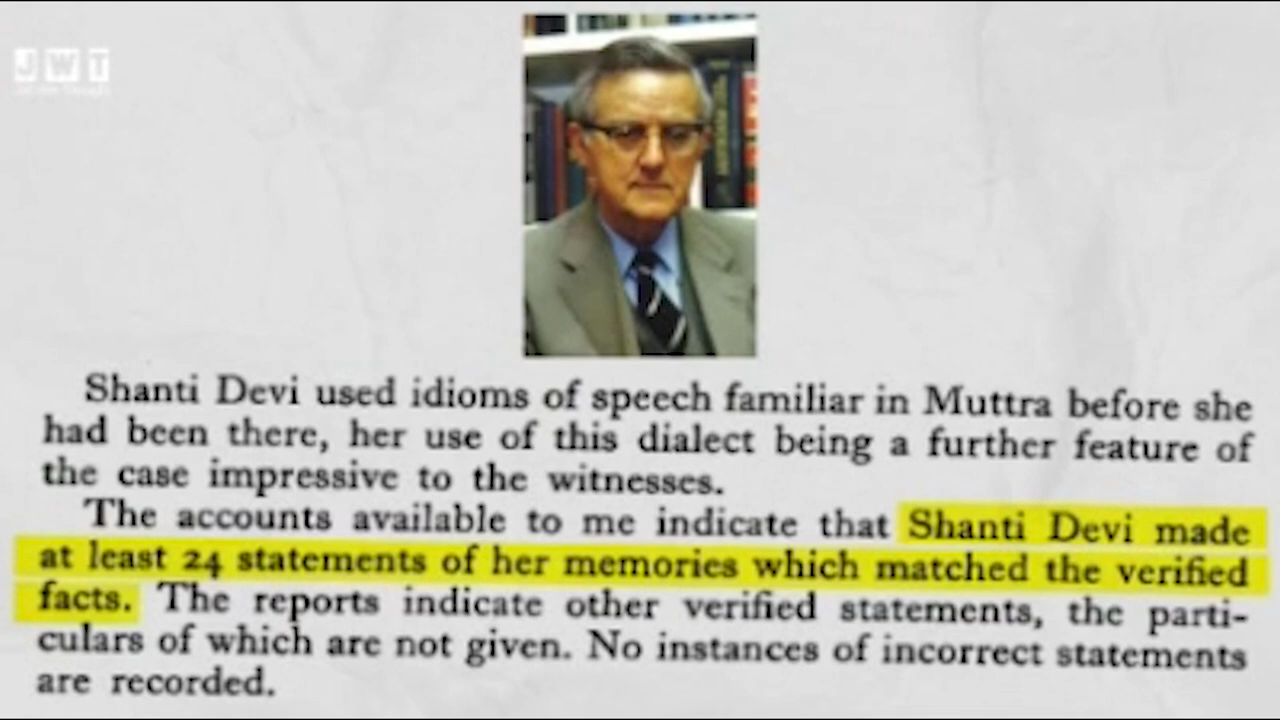 JWT
Shanti Devi used idioms of speech familiar in Muttra before she
had been there, her use of this dialect being a further feature of
the case impressive to the witnesses.
The accounts available to me indicate that Shanti Devi made
at least 24 statements of her memories which matched the verified
facts. The reports indicate other verified statements, the parti-
culars of which are not given. No instances of incorrect statements
are recorded.